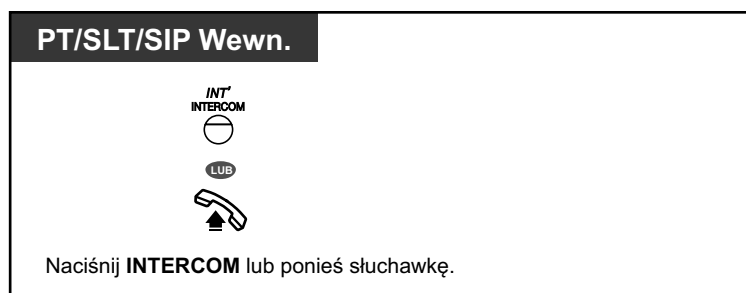 PT/SLT/SIP Wewn.
INT'
INTERCOM
LUB
Naciśnij INTERCOM lub ponieś słuchawkę.